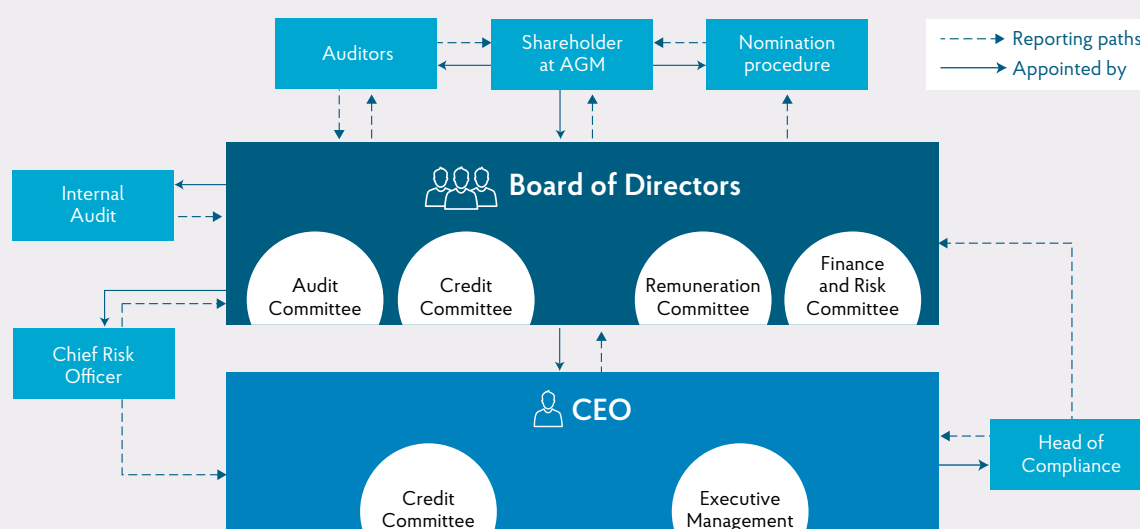 Auditors
Shareholder
at AGM
Nomination
procedure
Reporting paths
Appointed by
Board of Directors
Internal
Audit
Audit
Committee
Credit
Committee
Remuneration
Committee
Finance
and Risk
Committee
Chief Risk
Officer
CEO
Head of
Compliance
Credit
Committee
Executive
Management